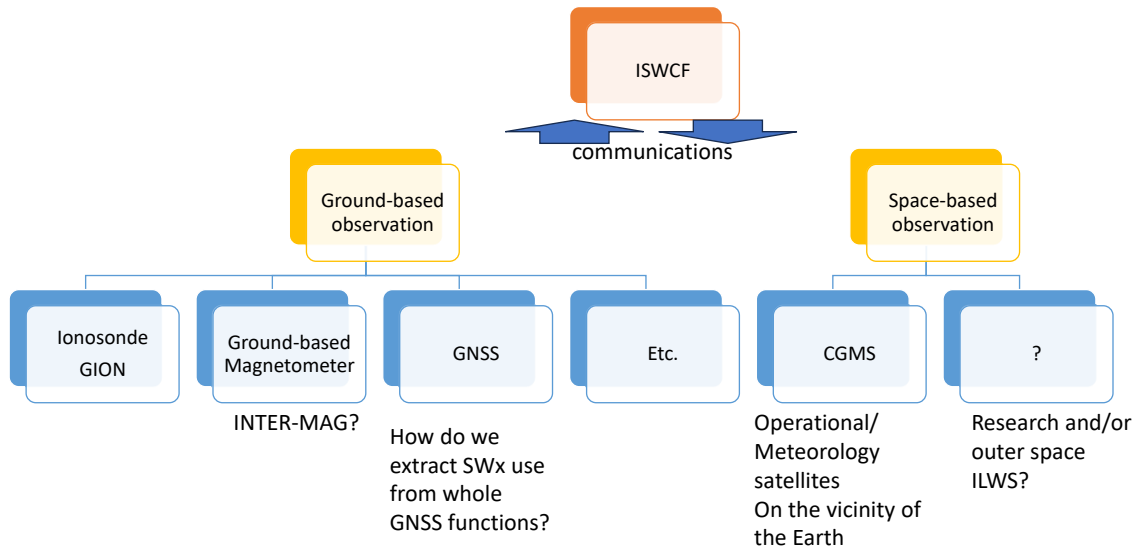 ISWCF
communications
Ground-based
observation
Space-based
observation
Ionosonde
GION
Ground-based
Magnetometer
GNSS
Etc.
CGMS
?
INTER-MAG?
How do we
extract SWx use
from whole
GNSS functions?
Operational/
Meteorology
satellites
On the vicinity of
the Earth
Research and/or
outer space
ILWS?